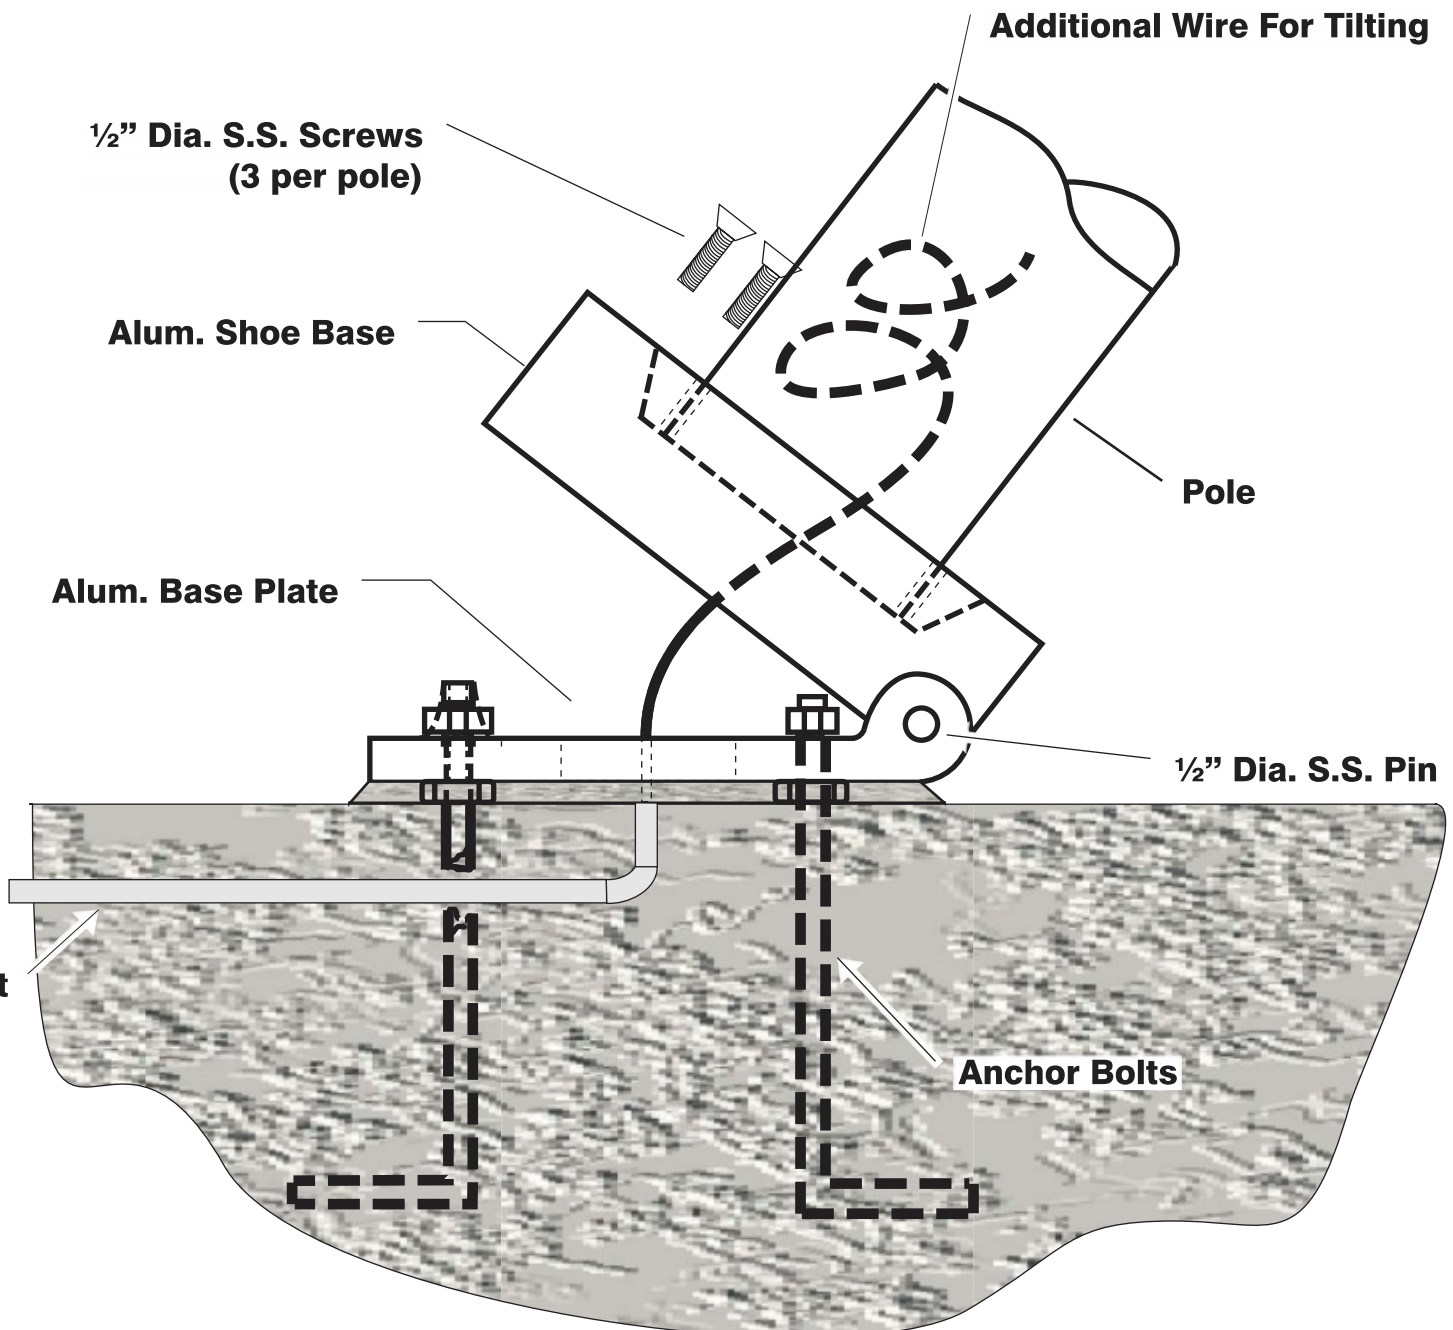 Additional Wire For Tilting
½” Dia. S.S. Screws
(3 per pole)
Alum. Shoe Base
Pole
Alum. Base Plate
½” Dia. S.S. Pin
t
Anchor Bolts